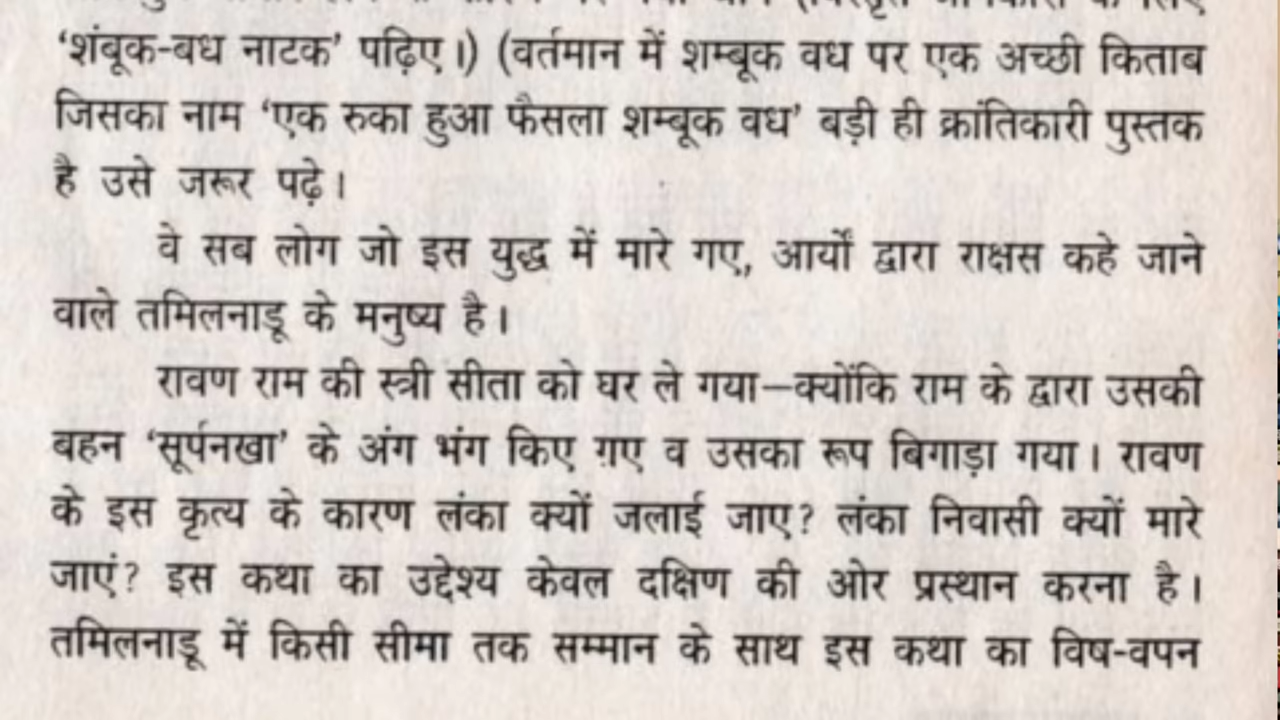 ‘शंबूक-बध नाटक’ पढ़िए।) (वर्तमान में शम्बूक वध पर एक अच्छी किताब
जिसका नाम ‘एक रुका हुआ फैसला शम्बूक वध’ बड़ी ही क्रांतिकारी पुस्तक
है उसे जरूर पढ़े।
वे सब लोग जो इस युद्ध में मारे गए, आर्यों द्वारा राक्षस कहे जाने
वाले तमिलनाडू के मनुष्य है।
रावण राम की स्त्री सीता को घर ले गया–क्योंकि राम के द्वारा उसकी
बहन ‘सूर्पनखा’ के अंग भंग किए ग़ए व उसका रूप बिगाड़ा गया। रावण
के इस कृत्य के कारण लंका क्यों जलाई जाए? लंका निवासी क्यों मारे
जाएं? इस कथा का उद्देश्य केवल दक्षिण की ओर प्रस्थान करना है।
तमिलनाडू में किसी सीमा तक सम्मान के साथ इस कथा का विष-वपन